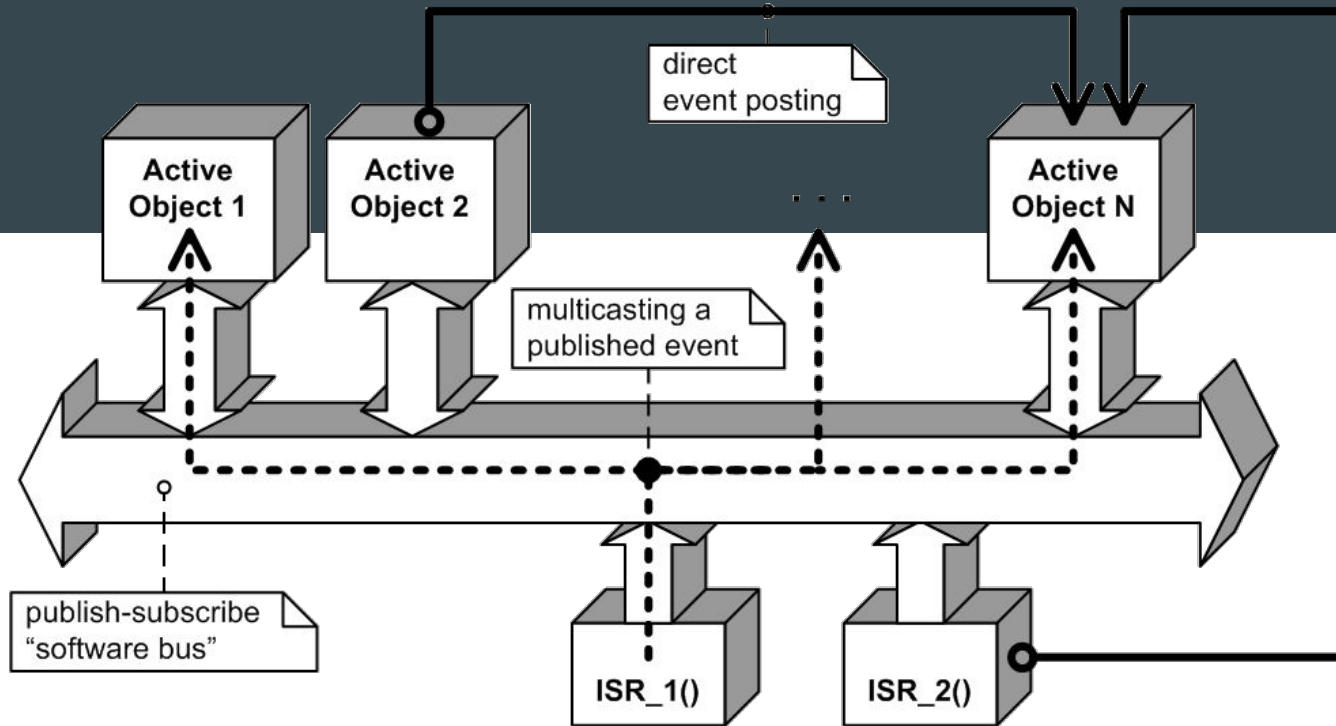 direct
event posting
Active
Object 1
Active
Object 2
. . .
Active
Object N
multicasting a
published event
publish-subscribe
“software bus”
ISR_1()
ISR_2()